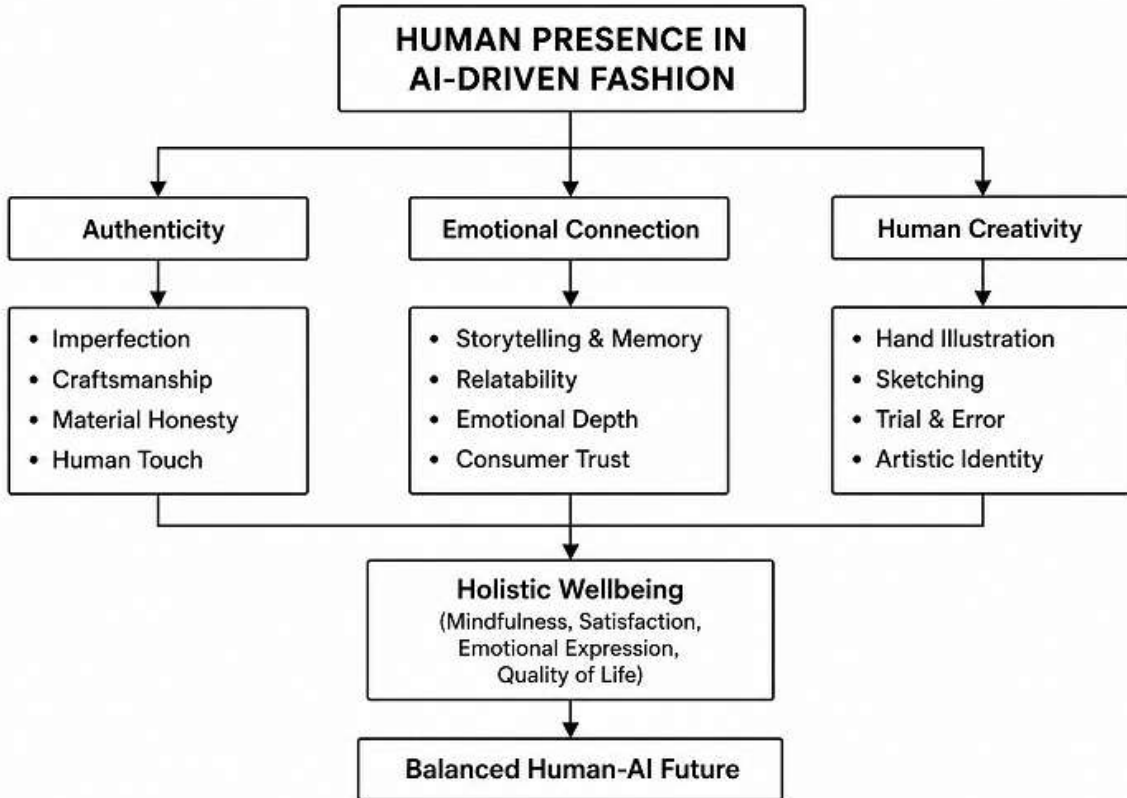 HUMAN PRESENCE IN
AI-DRIVEN FASHION
Authenticity
Emotional Connection
Human Creativity
• Imperfection
• Craftsmanship
• Material Honesty
• Human Touch
• Storytelling & Memory
• Relatability
• Emotional Depth
• Consumer Trust
• Hand Illustration
• Sketching
• Trial & Error
• Artistic Identity
Holistic Wellbeing
(Mindfulness, Satisfaction,
Emotional Expression,
Quality of Life)
Balanced Human-AI Future